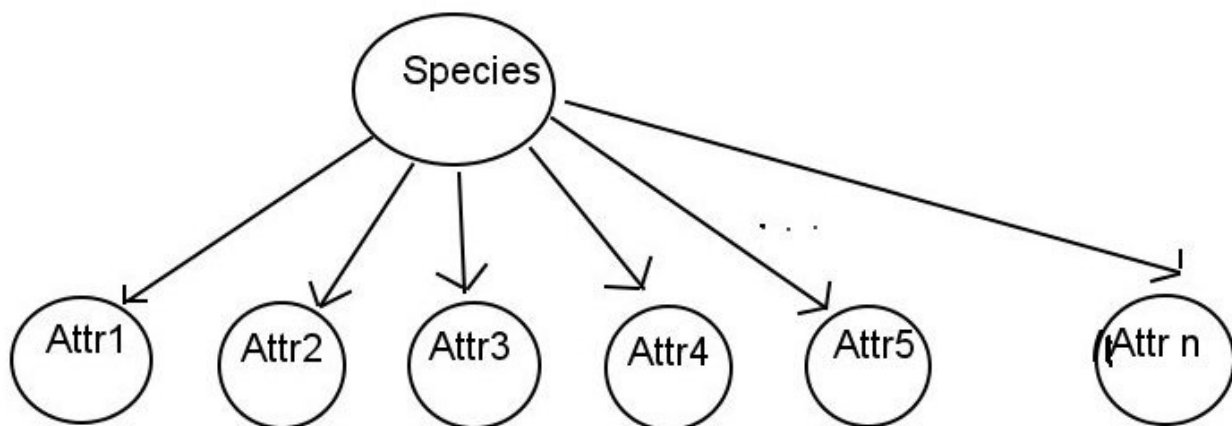 Species
. . .
Attr1
Attr2
Attr3
Attr4
Attr5
Attr n